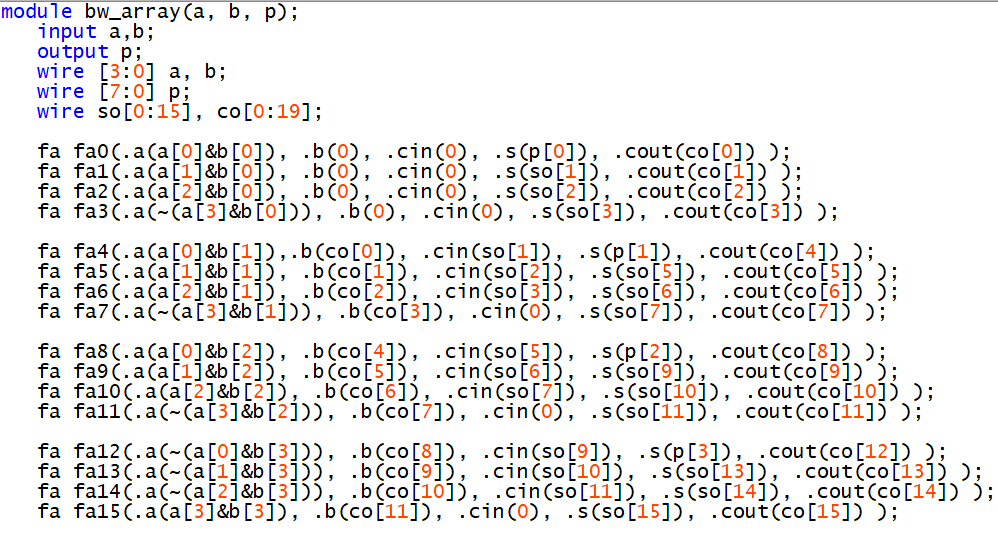 module bw_array(a, b, p);
input a,b;
output p;
wire [3:0] a, b;
wire [7:0] p;
wire so[0:15], co[0:19];
fa fa0(.a(a[0]&b[0]), .b(0), .cin(0), .s(p[0]), .cout(co[0]) );
fa fa1(.a(a[1]&b[0]), .b(0), .cin(0), .s(so[1]), .cout(co[1]) );
fa fa2(.a(a[2]&b[0]), .b(0), .cin(0), .s(so[2]), .cout(co[2]) );
fa fa3(.a(~(a[3]&b[0])), .b(0), .cin(0), .s(so[3]), .cout(co[3]) );
fa fa4(.a(a[0]&b[1]),.b(co[0]), .cin(so[1]), .s(p[1]), .cout(co[4]) );
fa fa5(.a(a[1]&b[1]), .b(co[1]), .cin(so[2]), .s(so[5]), .cout(co[5]) );
fa fa6(.a(a[2]&b[1]), .b(co[2]), .cin(so[3]), .s(so[6]), .cout(co[6]) );
fa fa7(.a(~(a[3]&b[1])), .b(co[3]), .cin(0), .s(so[7]), .cout(co[7]) );
fa fa8(.a(a[0]&b[2]), .b(co[4]), .cin(so[5]), .s(p[2]), .cout(co[8]) );
fa fa9(.a(a[1]&b[2]), .b(co[5]), .cin(so[6]), .s(so[9]), .cout(co[9]) );
fa fa10(.a(a[2]&b[2]), .b(co[6]), .cin(so[7]), .s(so[10]), .cout(co[10]) );
fa fa11(.a(~(a[3]&b[2])), .b(co[7]), .cin(0), .s(so[11]), .cout(co[11]) );
fa fa12(.a(~(a[0]&b[3])), .b(co[8]), .cin(so[9]), .s(p[3]), .cout(co[12]) );
fa fa13(.a(~(a[1]&b[3])), .b(co[9]), .cin(so[10]), .s(so[13]), .cout(co[13]) );
fa fa14(.a(~(a[2]&b[3])), .b(co[10]), .cin(so[11]), .s(so[14]), .cout(co[14]) );
fa fa15(.a(a[3]&b[3]), .b(co[11]), .cin(0), .s(so[15]), .cout(co[15]) );